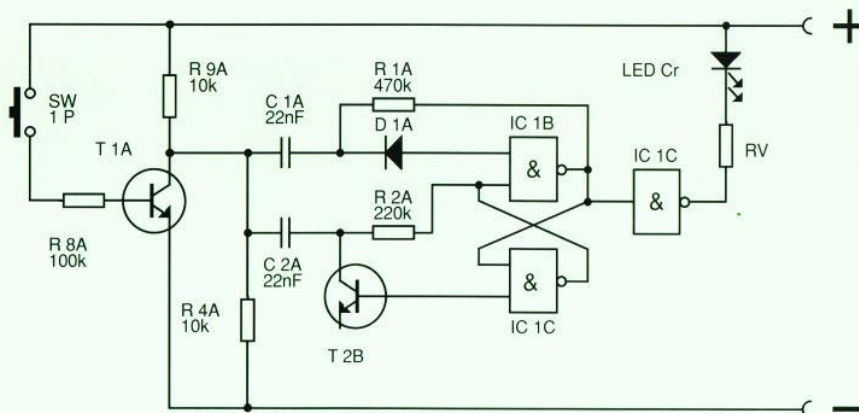 +
R 9A
10k
SW
1 P
T 1A
R 8A
100k
C 1A
22nF
R 1A
470k
D 1A
IC 1B
&
R 2A
220k
C 2A
22nF
R 4A
10k
T 2B
&
IC 1C
IC 1C
&
LED Cr
RV
−